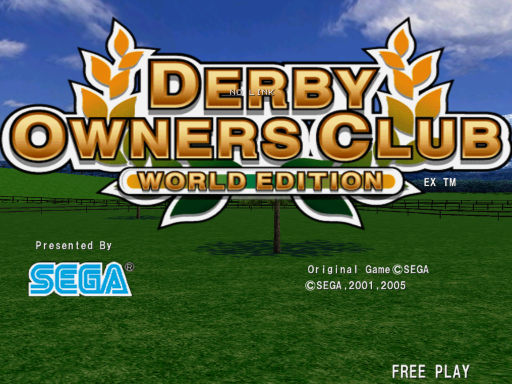 DERBY
NO LINK
OWNERS CLUB
WORLD EDITION
EX TM
Presented By
SEGA®
Original Game©SEGA
©SEGA,2001,2005
FREE PLAY